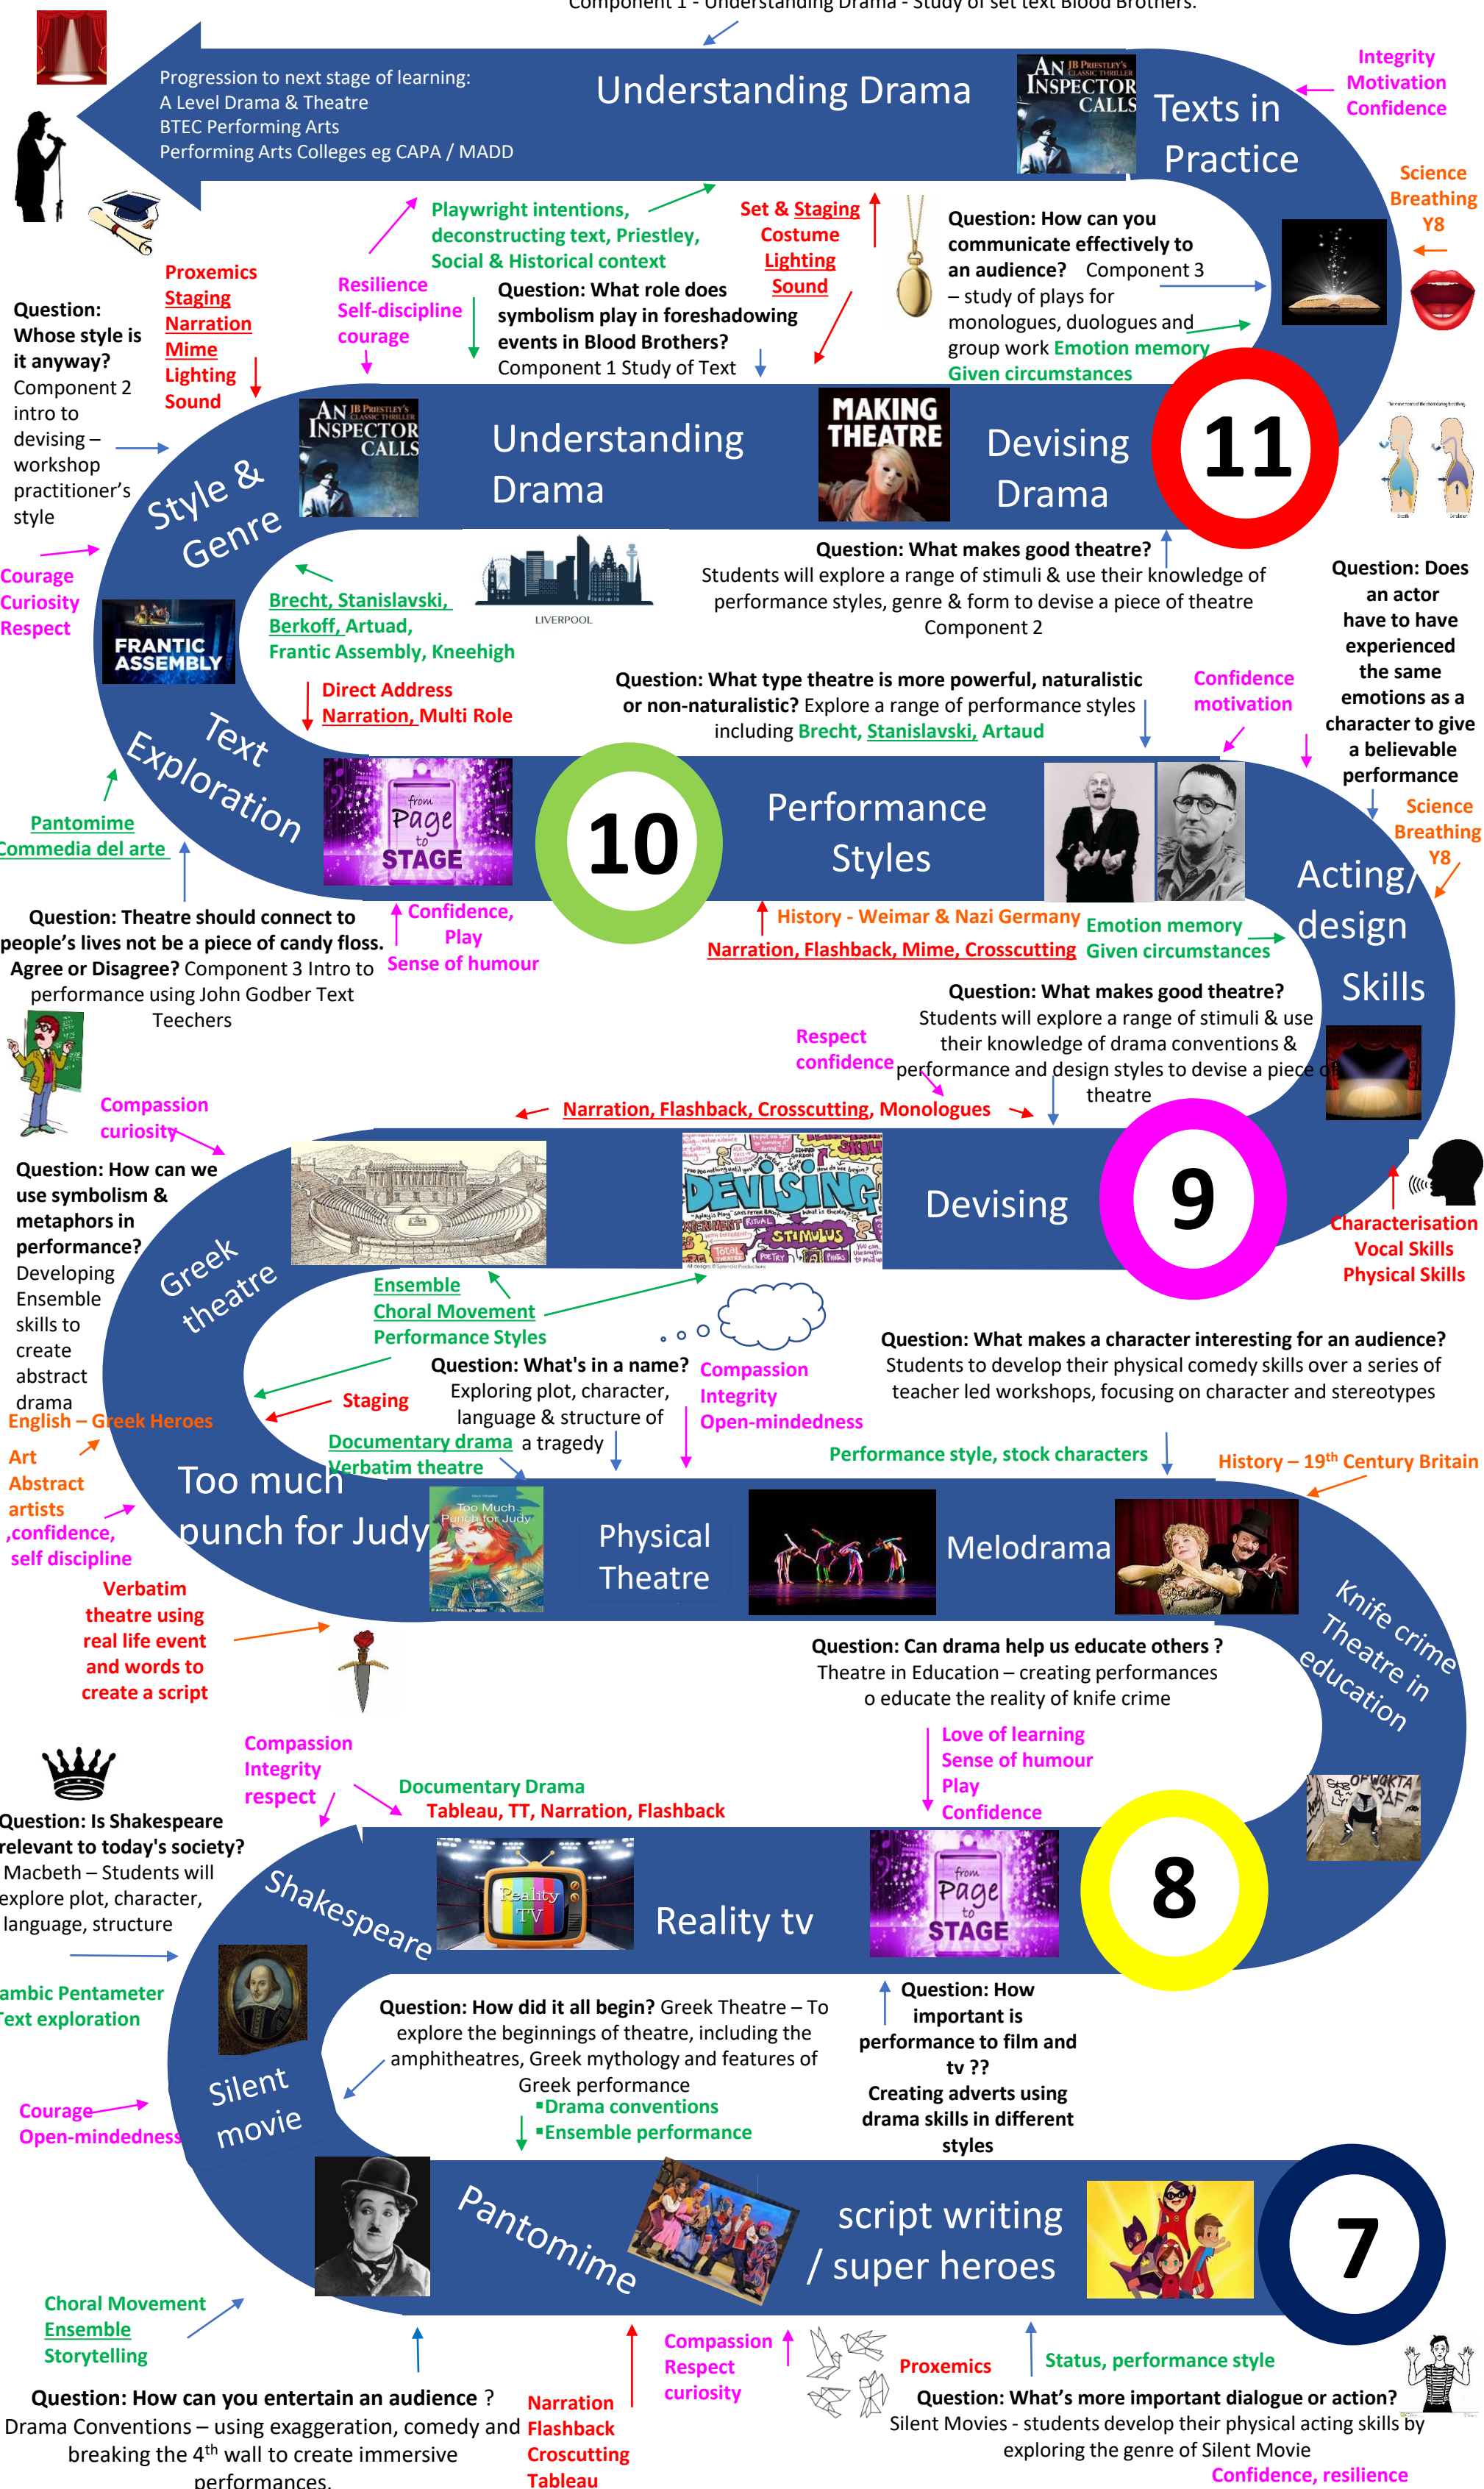 Component 1 - Understanding Drama - Study of set text Blood Brothers.
Progression to next stage of learning:
A Level Drama & Theatre
BTEC Performing Arts
Performing Arts Colleges eg CAPA / MADD
Understanding Drama
AN JB PRIESTLEY'S
CLASSIC THRILLER
INSPECTOR
CALLS
Texts in
Practice
Integrity
Motivation
Confidence
Science
Breathing
Y8
Playwright intentions,
deconstructing text, Priestley,
Social & Historical context
Set & Staging
Costume
Lighting
Sound
Question: How can you
communicate effectively to
an audience? Component 3
– study of plays for
monologues, duologues and
group work Emotion memory
Given circumstances
Resilience
Self-discipline
courage
Question: What role does
symbolism play in foreshadowing
events in Blood Brothers?
Component 1 Study of Text
Proxemics
Staging
Narration
Mime
Lighting
Sound
Question:
Whose style is
it anyway?
Component 2
intro to
devising –
workshop
practitioner's
style
Style &
Genre
AN JB PRIESTLEY'S
CLASSIC THRILLER
INSPECTOR
CALLS
Understanding
Drama
MAKING
THEATRE
Devising
Drama
11
Courage
Curiosity
Respect
FRANTIC
ASSEMBLY
Brecht, Stanislavski,
Berkoff, Artuad,
Frantic Assembly, Kneehigh
LIVERPOOL
Question: What makes good theatre?
Students will explore a range of stimuli & use their knowledge of
performance styles, genre & form to devise a piece of theatre
Component 2
Question: Does
an actor
have to have
experienced
the same
emotions as a
character to give
a believable
performance
Direct Address
Narration, Multi Role
Question: What type theatre is more powerful, naturalistic
or non-naturalistic? Explore a range of performance styles
including Brecht, Stanislavski, Artaud
Confidence
motivation
Science
Breathing
Y8
Text
Exploration
from
Page
to
STAGE
10
Performance
Styles
Acting/
design
Skills
Pantomime
Commedia del arte
Question: Theatre should connect to
people's lives not be a piece of candy floss.
Agree or Disagree? Component 3 Intro to
performance using John Godber Text
Teechers
Confidence,
Play
Sense of humour
History - Weimar & Nazi Germany
Narration, Flashback, Mime, Crosscutting
Emotion memory
Given circumstances
Question: What makes good theatre?
Students will explore a range of stimuli & use
their knowledge of drama conventions &
performance and design styles to devise a piece of
theatre
Respect
confidence
Narration, Flashback, Crosscutting, Monologues
Compassion
curiosity
Question: How can we
use symbolism &
metaphors in
performance?
Developing
Ensemble
skills to
create
abstract
drama
Greek
theatre
DEVISING
STIMULUS
RITUAL
TOTAL
THEATRE
POETRY
Devising
9
Characterisation
Vocal Skills
Physical Skills
Ensemble
Choral Movement
Performance Styles
Question: What's in a name?
Exploring plot, character,
language & structure of
a tragedy
Compassion
Integrity
Open-mindedness
Question: What makes a character interesting for an audience?
Students to develop their physical comedy skills over a series of
teacher led workshops, focusing on character and stereotypes
Staging
Documentary drama
Verbatim theatre
Performance style, stock characters
History – 19th Century Britain
English – Greek Heroes
Art
Abstract
artists
,confidence,
self discipline
Too much
punch for Judy
Too Much
Punch for Judy
Physical
Theatre
Melodrama
Knife crime
Theatre in
education
Verbatim
theatre using
real life event
and words to
create a script
Question: Can drama help us educate others ?
Theatre in Education – creating performances
o educate the reality of knife crime
Love of learning
Sense of humour
Play
Confidence
Compassion
Integrity
respect
Documentary Drama
Tableau, TT, Narration, Flashback
Question: Is Shakespeare
relevant to today's society?
Macbeth – Students will
explore plot, character,
language, structure
Shakespeare
Reality
TV
Reality tv
from
Page
to
STAGE
8
ambic Pentameter
Text exploration
Question: How did it all begin? Greek Theatre – To
explore the beginnings of theatre, including the
amphitheatres, Greek mythology and features of
Greek performance
▪Drama conventions
▪Ensemble performance
Question: How
important is
performance to film and
tv ??
Creating adverts using
drama skills in different
styles
Silent
movie
Courage
Open-mindedness
Pantomime
script writing
/ super heroes
7
Choral Movement
Ensemble
Storytelling
Question: How can you entertain an audience ?
Drama Conventions – using exaggeration, comedy and
breaking the 4th wall to create immersive
performances.
Narration
Flashback
Croscutting
Tableau
Compassion
Respect
curiosity
Proxemics
Status, performance style
Question: What's more important dialogue or action?
Silent Movies - students develop their physical acting skills by
exploring the genre of Silent Movie
Confidence, resilience